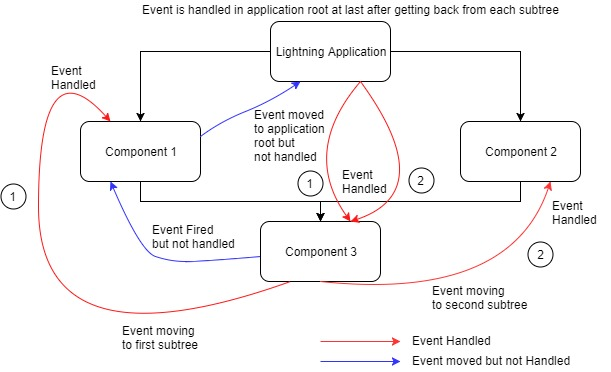 Event is handled in application root at last after getting back from each subtree
Lightning Application
Event
Handled
Event moved
to application
root but
not handled
Component 1
Component 2
Event
Handled
1
2
1
Event
Handled
Event Fired
but not handled
Component 3
2
Event moving
to second subtree
Event moving
to first subtree
Event Handled
Event moved but not Handled